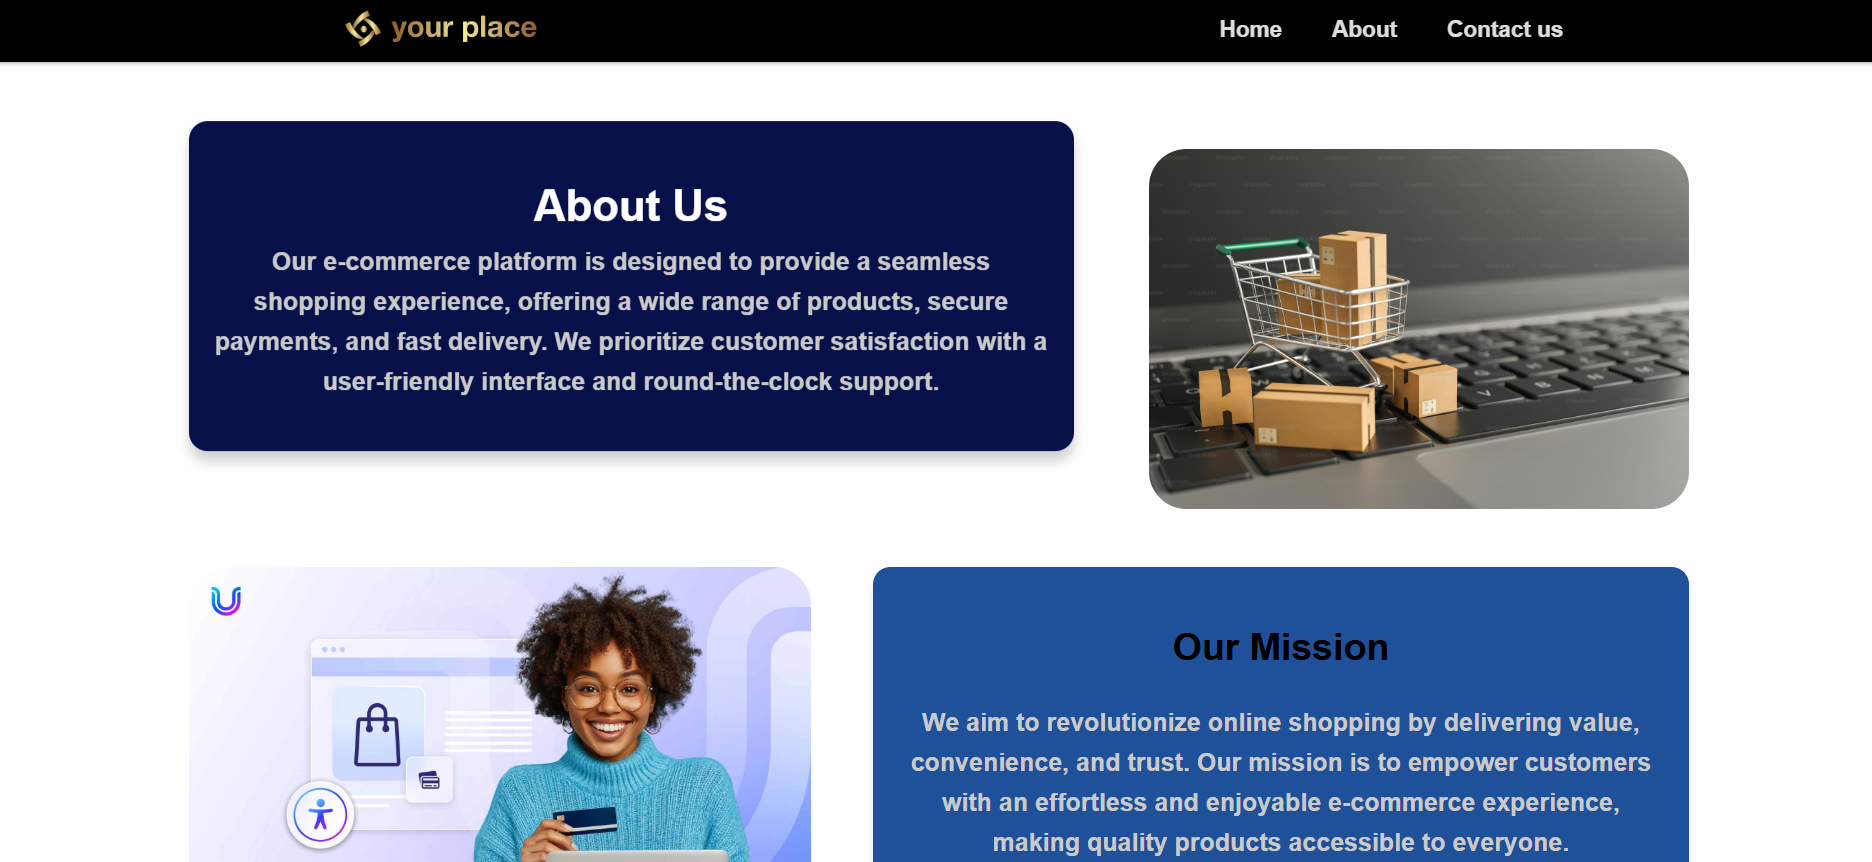 your place
Home
About
Contact us
About Us
Our e-commerce platform is designed to provide a seamless
shopping experience, offering a wide range of products, secure
payments, and fast delivery. We prioritize customer satisfaction with a
user-friendly interface and round-the-clock support.
Our Mission
We aim to revolutionize online shopping by delivering value,
convenience, and trust. Our mission is to empower customers
with an effortless and enjoyable e-commerce experience,
making quality products accessible to everyone.